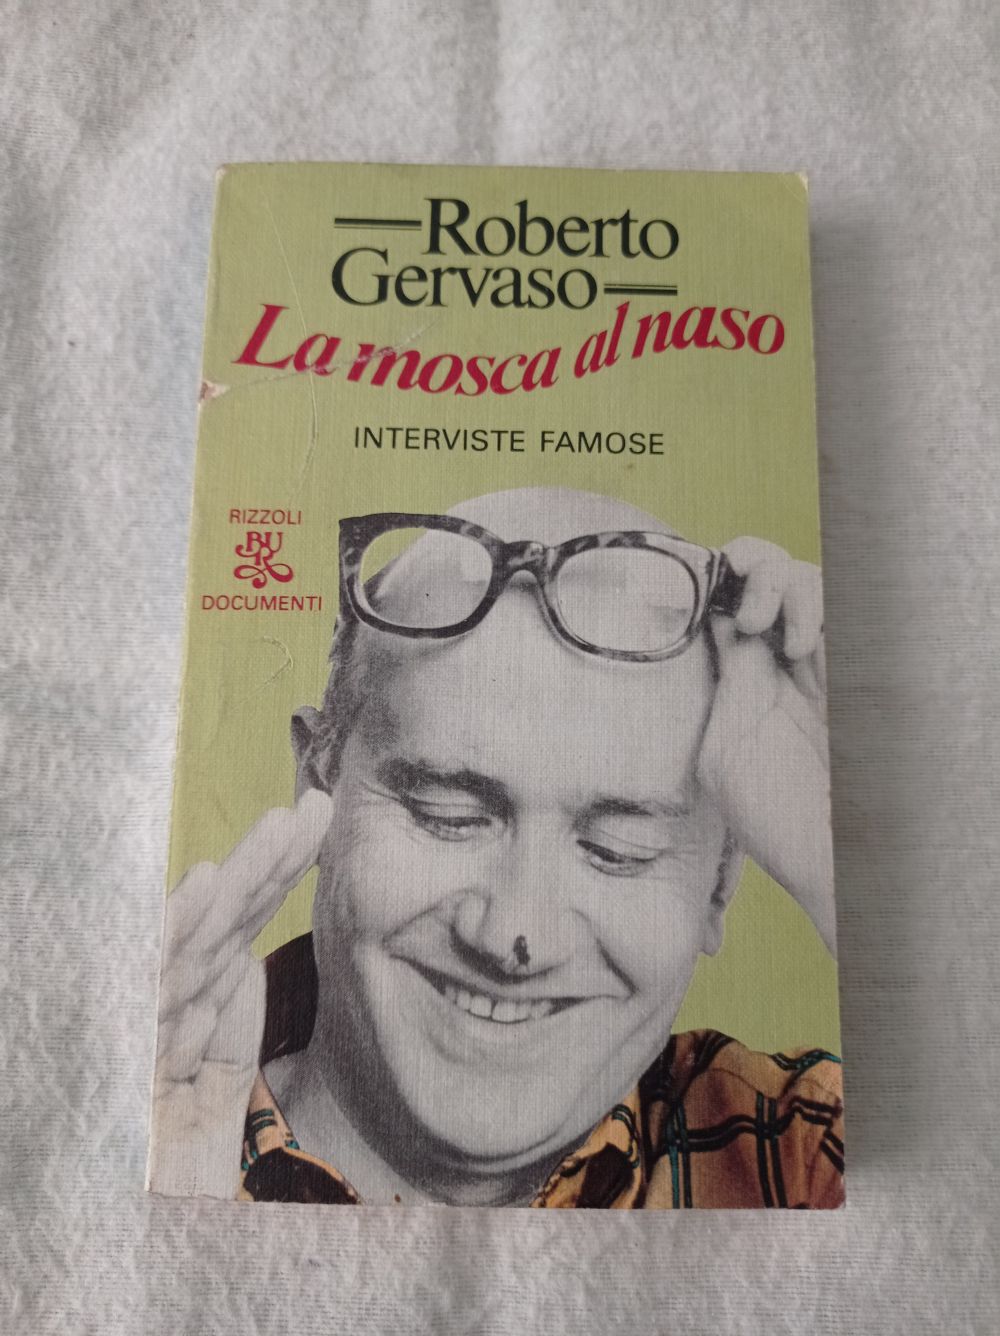 Roberto
Gervaso
La mosca al naso
INTERVISTE FAMOSE
RIZZOLI
BUR
DOCUMENTI